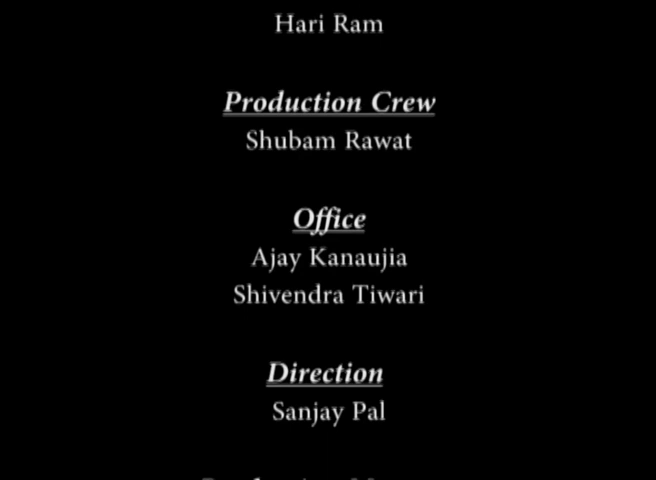 Hari Ram
Production Crew
Shubam Rawat
Office
Ajay Kanaujia
Shivendra Tiwari
Direction
Sanjay Pal